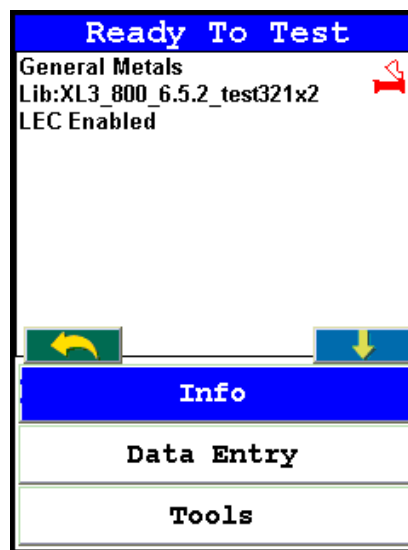 Ready To Test
General Metals
Lib:XL3_800_6.5.2_test321x2
LEC Enabled
Info
Data Entry
Tools